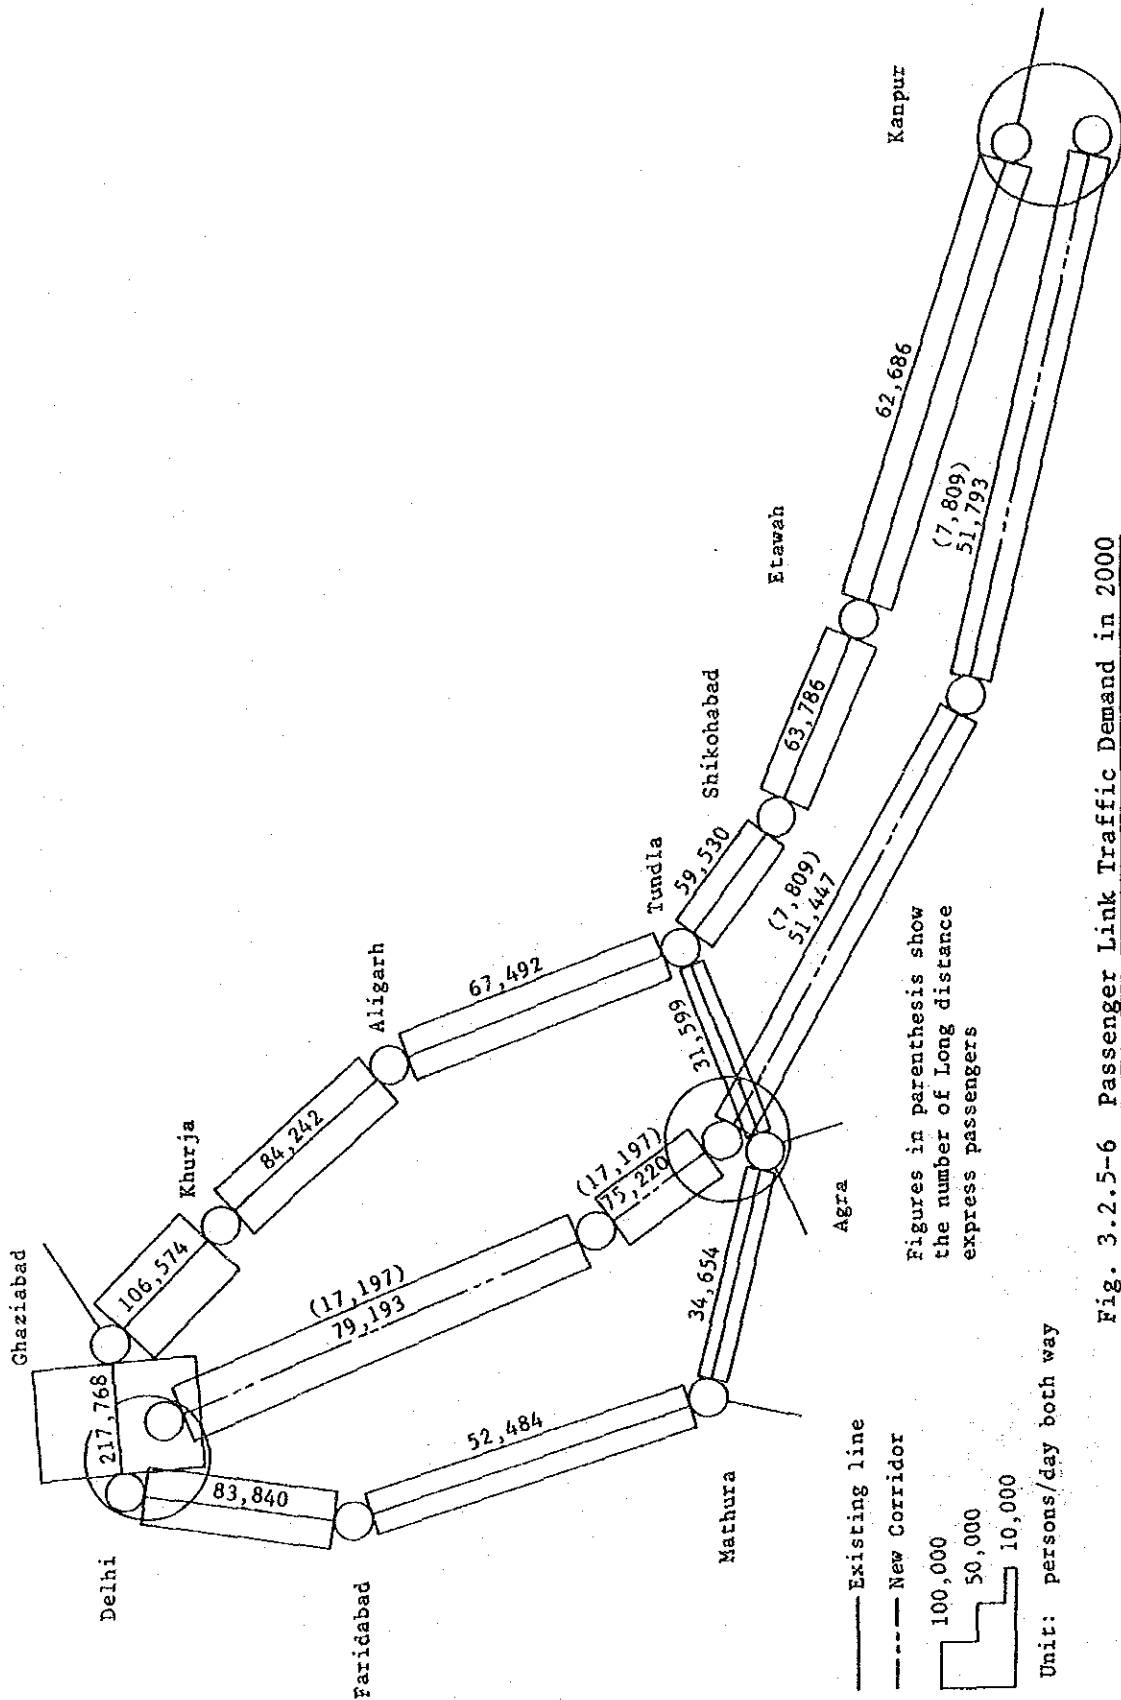 Ghaziabad
Delhi
217,768
106,574
Khurja
83,840
Faridabad
84,242
Aligarh
(17,197)
79,193
52,484
67,492
Tundla
(17,197)
75,220
31,599
59,530
Shikohabad
Mathura
34,654
Agra
63,786
Etawah
(7,809)
51,447
62,686
(7,809)
51,793
Kanpur
Figures in parenthesis show
the number of Long distance
express passengers
Existing line
New Corridor
100,000
50,000
10,000
Unit: persons/day both way
Fig. 3.2.5-6 Passenger Link Traffic Demand in 2000